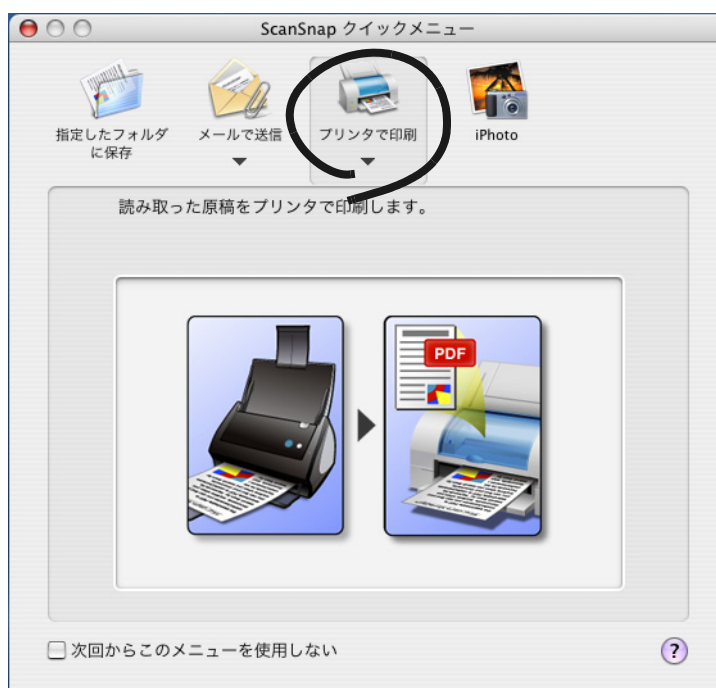 ScanSnap クイックメニュー
指定したフォルダ
に保存
メールで送信
プリンタで印刷
iPhoto
読み取った原稿をプリンタで印刷します。
PDF
次回からこのメニューを使用しない
?